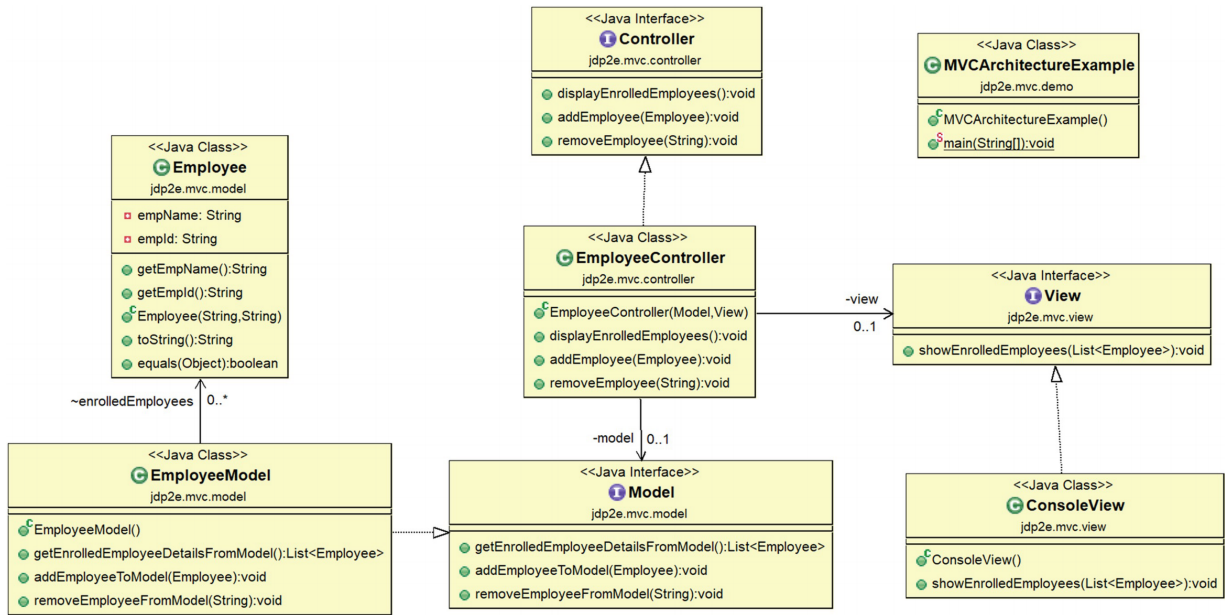 <<Java Interface>>
Controller
jdp2e.mvc.controller
displayEnrolledEmployees():void
addEmployee(Employee):void
removeEmployee(String):void
<<Java Class>>
MVCArchitectureExample
jdp2e.mvc.demo
MVCArchitectureExample()
main(String[]):void
<<Java Class>>
Employee
jdp2e.mvc.model
empName: String
empId: String
getEmpName():String
getEmpId():String
Employee(String,String)
toString():String
equals(Object):boolean
<<Java Class>>
EmployeeController
jdp2e.mvc.controller
EmployeeController(Model,View)
displayEnrolledEmployees():void
addEmployee(Employee):void
removeEmployee(String):void
-view
0..1
<<Java Interface>>
View
jdp2e.mvc.view
showEnrolledEmployees(List<Employee>):void
~enrolledEmployees
0..*
-model
0..1
<<Java Class>>
EmployeeModel
jdp2e.mvc.model
EmployeeModel()
getEnrolledEmployeeDetailsFromModel():List<Employee>
addEmployeeToModel(Employee):void
removeEmployeeFromModel(String):void
<<Java Interface>>
Model
jdp2e.mvc.model
getEnrolledEmployeeDetailsFromModel():List<Employee>
addEmployeeToModel(Employee):void
removeEmployeeFromModel(String):void
<<Java Class>>
ConsoleView
jdp2e.mvc.view
ConsoleView()
showEnrolledEmployees(List<Employee>):void